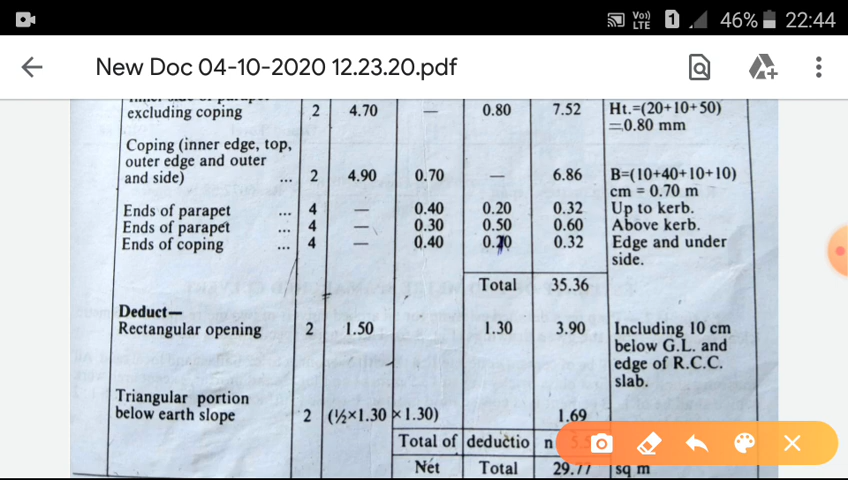 Vo)) LTE 1 46% 22:44
New Doc 04-10-2020 12.23.20.pdf
excluding coping 2 4.70 — 0.80 7.52 Ht.=(20+10+50)
=0.80 mm
Coping (inner edge, top,
outer edge and outer
and side) ... 2 4.90 0.70 — 6.86 B=(10+40+10+10)
cm = 0.70 m
Ends of parapet ... 4 — 0.40 0.20 0.32 Up to kerb.
Ends of parapet ... 4 — 0.30 0.50 0.60 Above kerb.
Ends of coping ... 4 — 0.40 0.20 0.32 Edge and under
side.
Total 35.36
Deduct—
Rectangular opening 2 1.50 1.30 3.90 Including 10 cm
below G.L. and
edge of R.C.C.
slab.
Triangular portion
below earth slope 2 (½×1.30 ×1.30) 1.69
Total of deductio n
Net Total 29.77 sq m